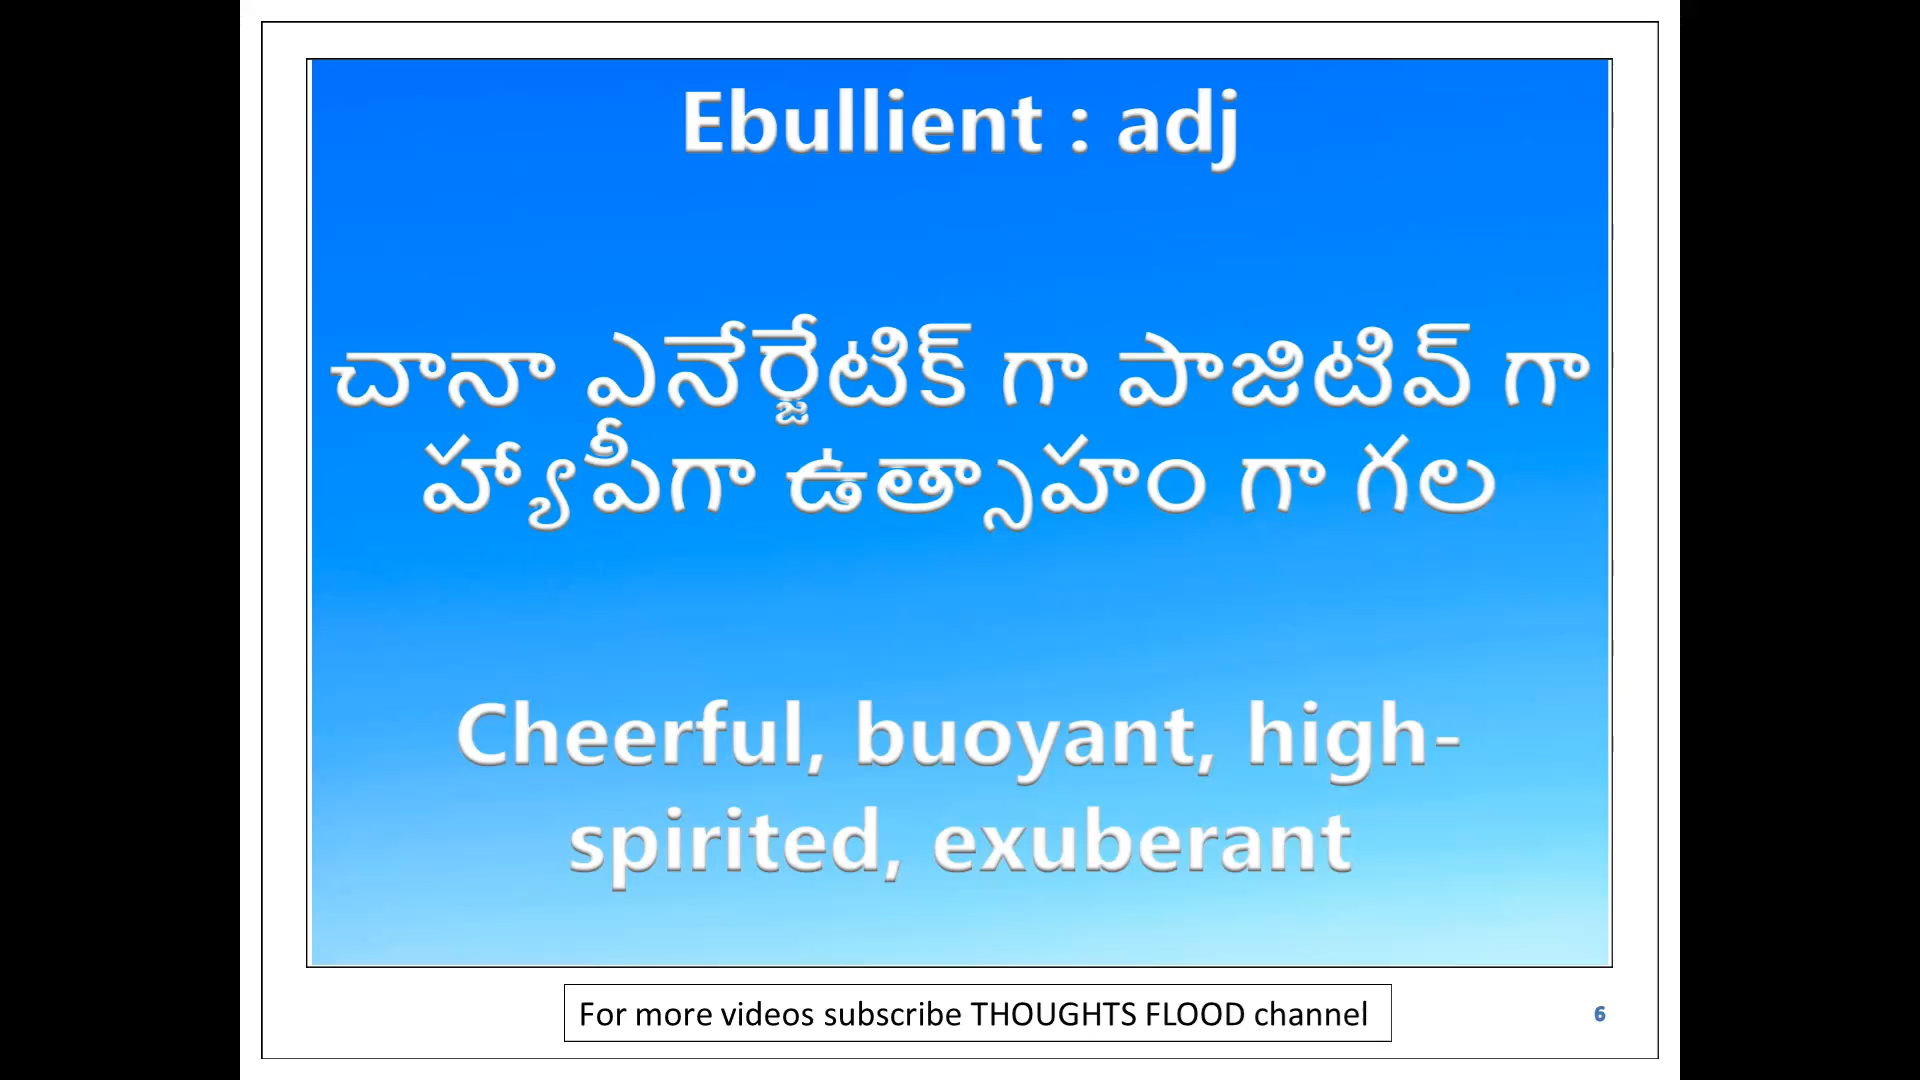 Ebullient : adj
చానా ఎనేర్జేటిక్ గా పాజిటివ్ గా
హ్యాపీగా ఉత్సాహం గా గల
Cheerful, buoyant, high-
spirited, exuberant
For more videos subscribe THOUGHTS FLOOD channel
6